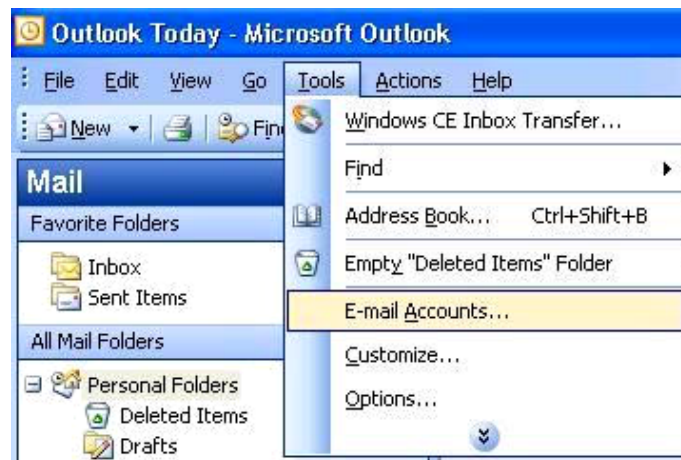 Outlook Today - Microsoft Outlook
File Edit View Go Tools Actions Help
New
Windows CE Inbox Transfer...
Mail
Find
Favorite Folders
Address Book... Ctrl+Shift+B
Inbox
Empty "Deleted Items" Folder
Sent Items
E-mail Accounts...
All Mail Folders
Customize...
Personal Folders
Options...
Deleted Items
Drafts